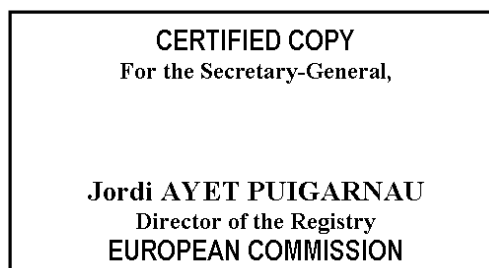 CERTIFIED COPY
For the Secretary-General,
Jordi AYET PUIGARNAU
Director of the Registry
EUROPEAN COMMISSION